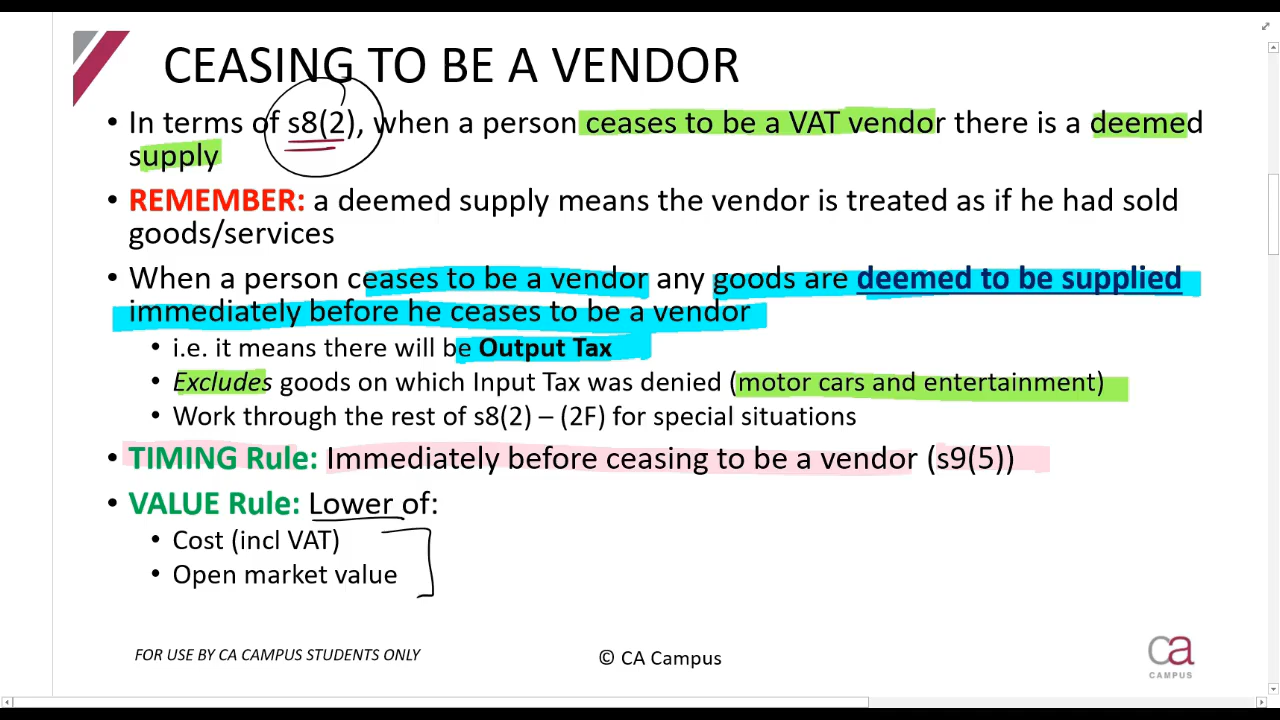 CEASING TO BE A VENDOR
• In terms of s8(2), when a person ceases to be a VAT vendor there is a deemed
supply
• REMEMBER: a deemed supply means the vendor is treated as if he had sold
goods/services
• When a person ceases to be a vendor any goods are deemed to be supplied
immediately before he ceases to be a vendor
• i.e. it means there will be Output Tax
• Excludes goods on which Input Tax was denied (motor cars and entertainment)
• Work through the rest of s8(2) – (2F) for special situations
• TIMING Rule: Immediately before ceasing to be a vendor (s9(5))
• VALUE Rule: Lower of:
• Cost (incl VAT)
• Open market value
FOR USE BY CA CAMPUS STUDENTS ONLY
© CA Campus
ca
CAMPUS